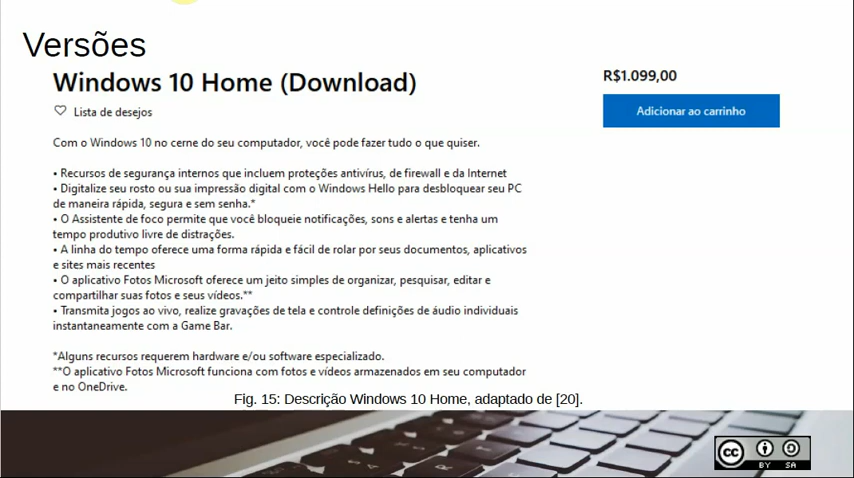 Versões
Windows 10 Home (Download)
R$1.099,00
Lista de desejos
Adicionar ao carrinho
Com o Windows 10 no cerne do seu computador, você pode fazer tudo o que quiser.
• Recursos de segurança internos que incluem proteções antivírus, de firewall e da Internet
• Digitalize seu rosto ou sua impressão digital com o Windows Hello para desbloquear seu PC
de maneira rápida, segura e sem senha.*
• O Assistente de foco permite que você bloqueie notificações, sons e alertas e tenha um
tempo produtivo livre de distrações.
• A linha do tempo oferece uma forma rápida e fácil de rolar por seus documentos, aplicativos
e sites mais recentes
• O aplicativo Fotos Microsoft oferece um jeito simples de organizar, pesquisar, editar e
compartilhar suas fotos e seus vídeos.**
• Transmita jogos ao vivo, realize gravações de tela e controle definições de áudio individuais
instantaneamente com a Game Bar.
*Alguns recursos requerem hardware e/ou software especializado.
**O aplicativo Fotos Microsoft funciona com fotos e vídeos armazenados em seu computador
e no OneDrive.
Fig. 15: Descrição Windows 10 Home, adaptado de [20].
cc
BY SA